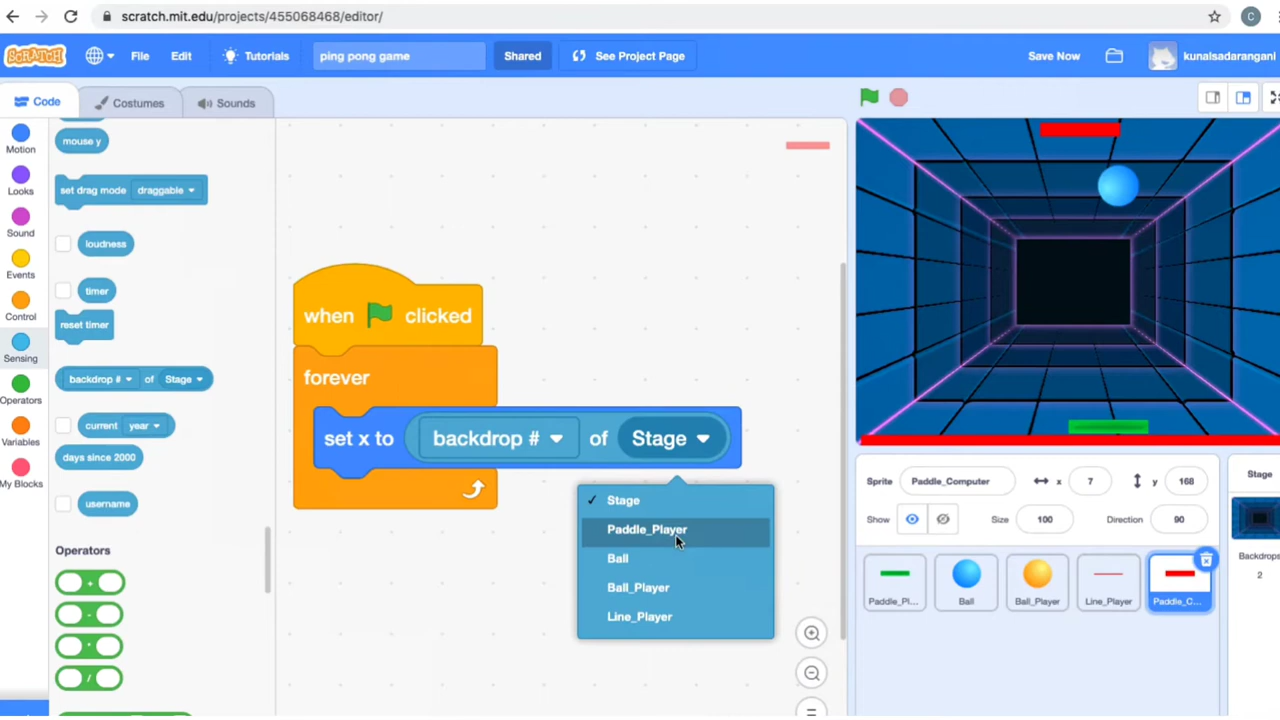 scratch.mit.edu/projects/455068468/editor/
C
SCRATCH
File
Edit
Tutorials
ping pong game
Shared
See Project Page
Save Now
kunalsadarangani
Code
Costumes
Sounds
Motion
Looks
Sound
Events
Control
Sensing
Operators
Variables
My Blocks
mouse y
set drag mode draggable
loudness
timer
reset timer
backdrop # of Stage
current year
days since 2000
username
Operators
+
-
*
/
when clicked
forever
set x to backdrop # of Stage
Stage
Paddle_Player
Ball
Ball_Player
Line_Player
Sprite Paddle_Computer x 7 y 168
Show Size 100 Direction 90
Paddle_Pl...
Ball
Ball_Player
Line_Player
Paddle_C...
Stage
Backdrops
2